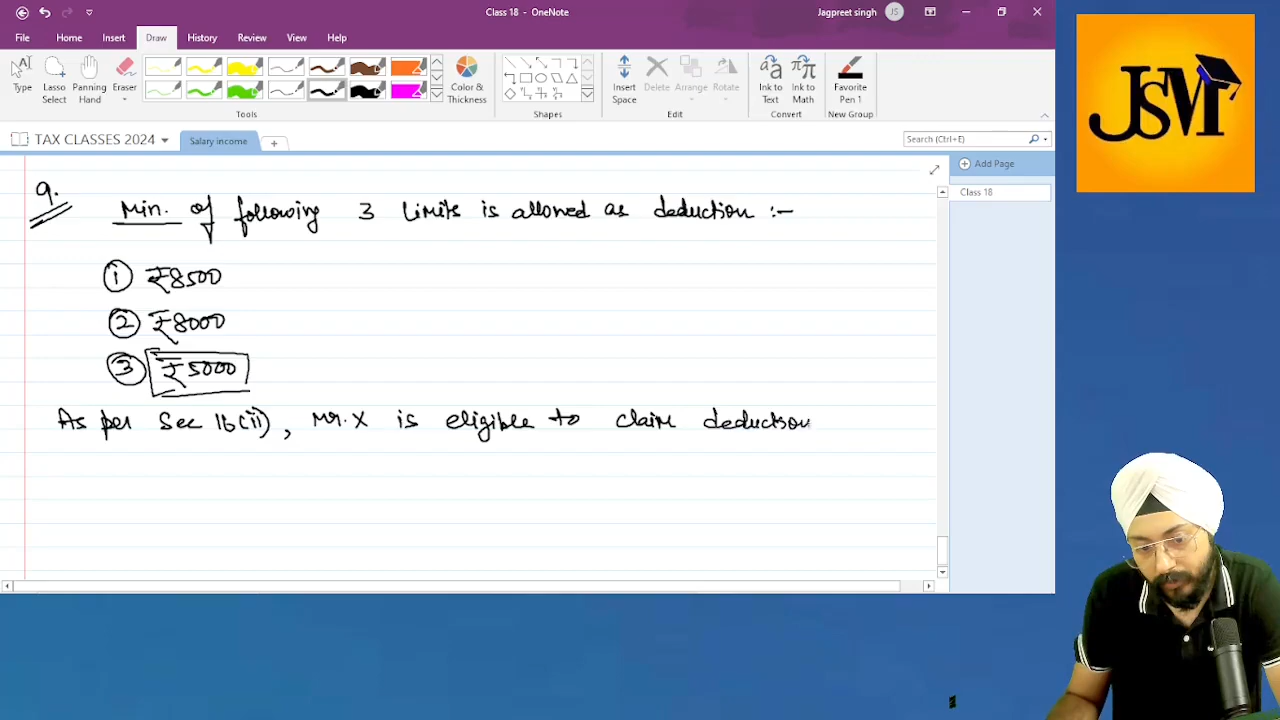 Class 18 - OneNote
Jagpreet singh JS
File Home Insert Draw History Review View Help
Type Lasso Select Panning Hand Eraser Color & Thickness Insert Space Delete Arrange Rotate Ink to Text Ink to Math Favorite Pen 1
Tools Shapes Edit Convert New Group
TAX CLASSES 2024 Salary income Search (Ctrl+E)
Add Page
Class 18
JSM
9.
Min. of following 3 limits is allowed as deduction :-
① ₹8500
② ₹8000
③ ₹5000
As per Sec 16(ii), Mr. X is eligible to claim deduction